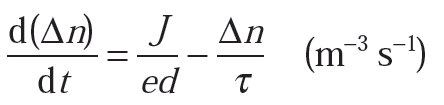 d(Δn)/dt = J/ed − Δn/τ (m⁻³ s⁻¹)